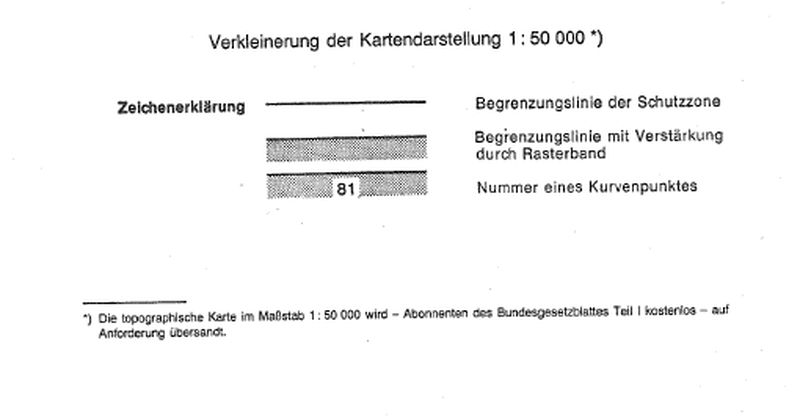 Verkleinerung der Kartendarstellung 1 : 50 000 *)
Zeichenerklärung
Begrenzungslinie der Schutzzone
Begrenzungslinie mit Verstärkung
durch Rasterband
81
Nummer eines Kurvenpunktes
*) Die topographische Karte im Maßstab 1 : 50 000 wird – Abonnenten des Bundesgesetzblattes Teil I kostenlos – auf
Anforderung übersandt.